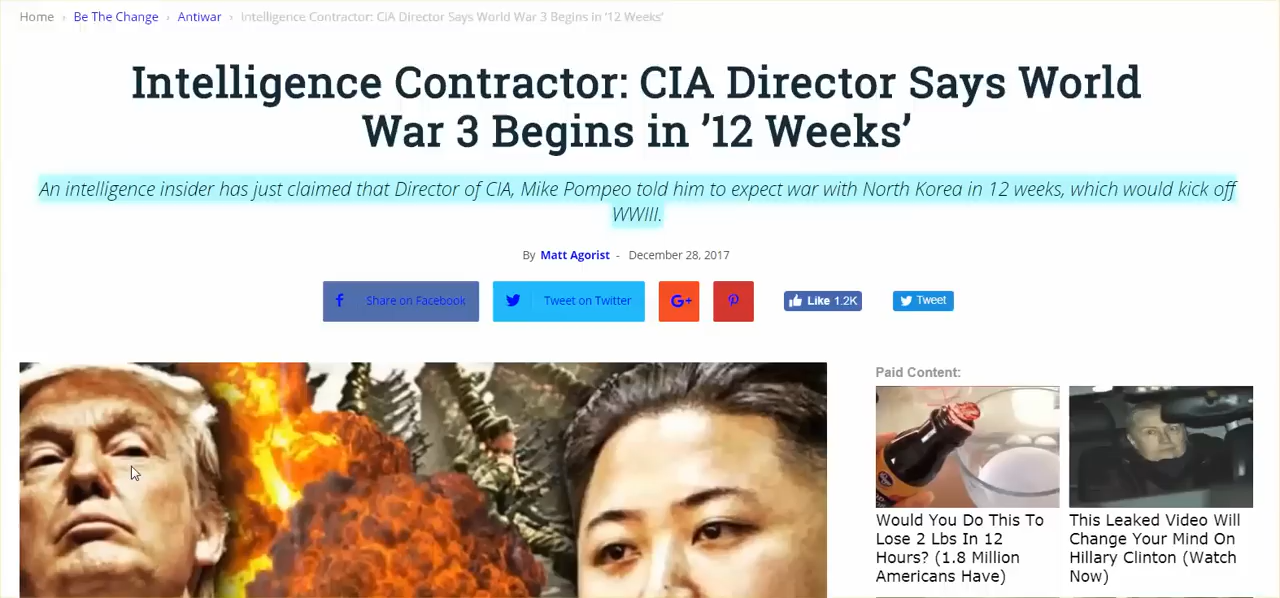 Home › Be The Change › Antiwar › Intelligence Contractor: CIA Director Says World War 3 Begins in '12 Weeks'
Intelligence Contractor: CIA Director Says World
War 3 Begins in ’12 Weeks’
An intelligence insider has just claimed that Director of CIA, Mike Pompeo told him to expect war with North Korea in 12 weeks, which would kick off
WWIII.
By Matt Agorist - December 28, 2017
Share on Facebook Tweet on Twitter G+ Like 1.2K Tweet
Paid Content:
Would You Do This To
Lose 2 Lbs In 12
Hours? (1.8 Million
Americans Have)
This Leaked Video Will
Change Your Mind On
Hillary Clinton (Watch
Now)